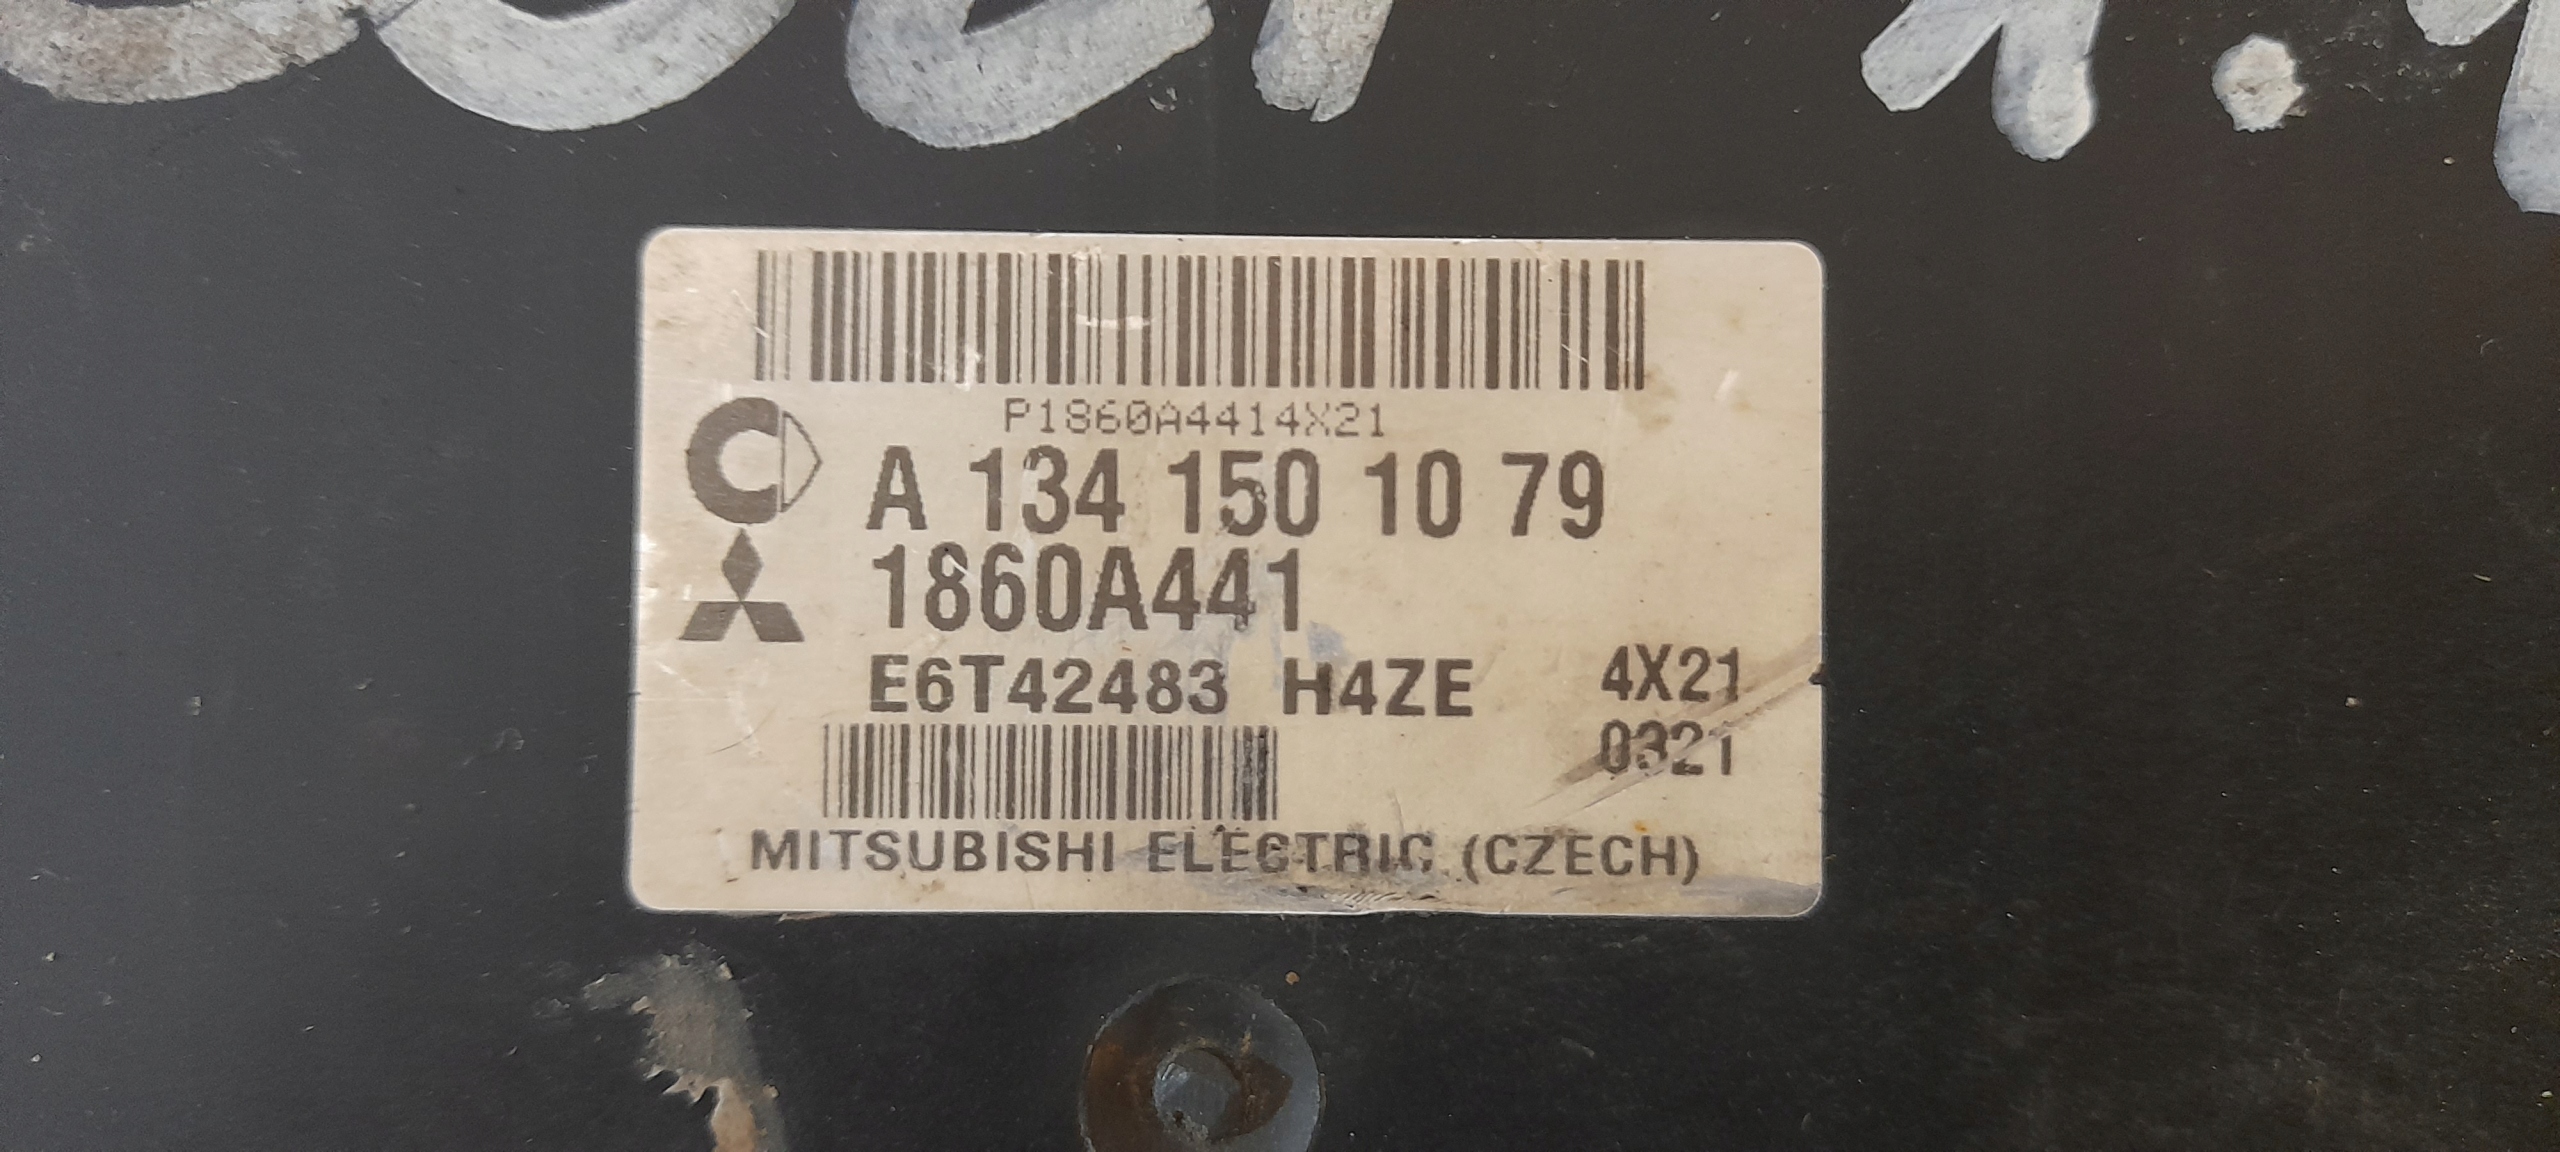 P1860A4414X21
A 134 150 10 79
1860A441
E6T42483 H4ZE 4X21
0321
MITSUBISHI ELECTRIC (CZECH)